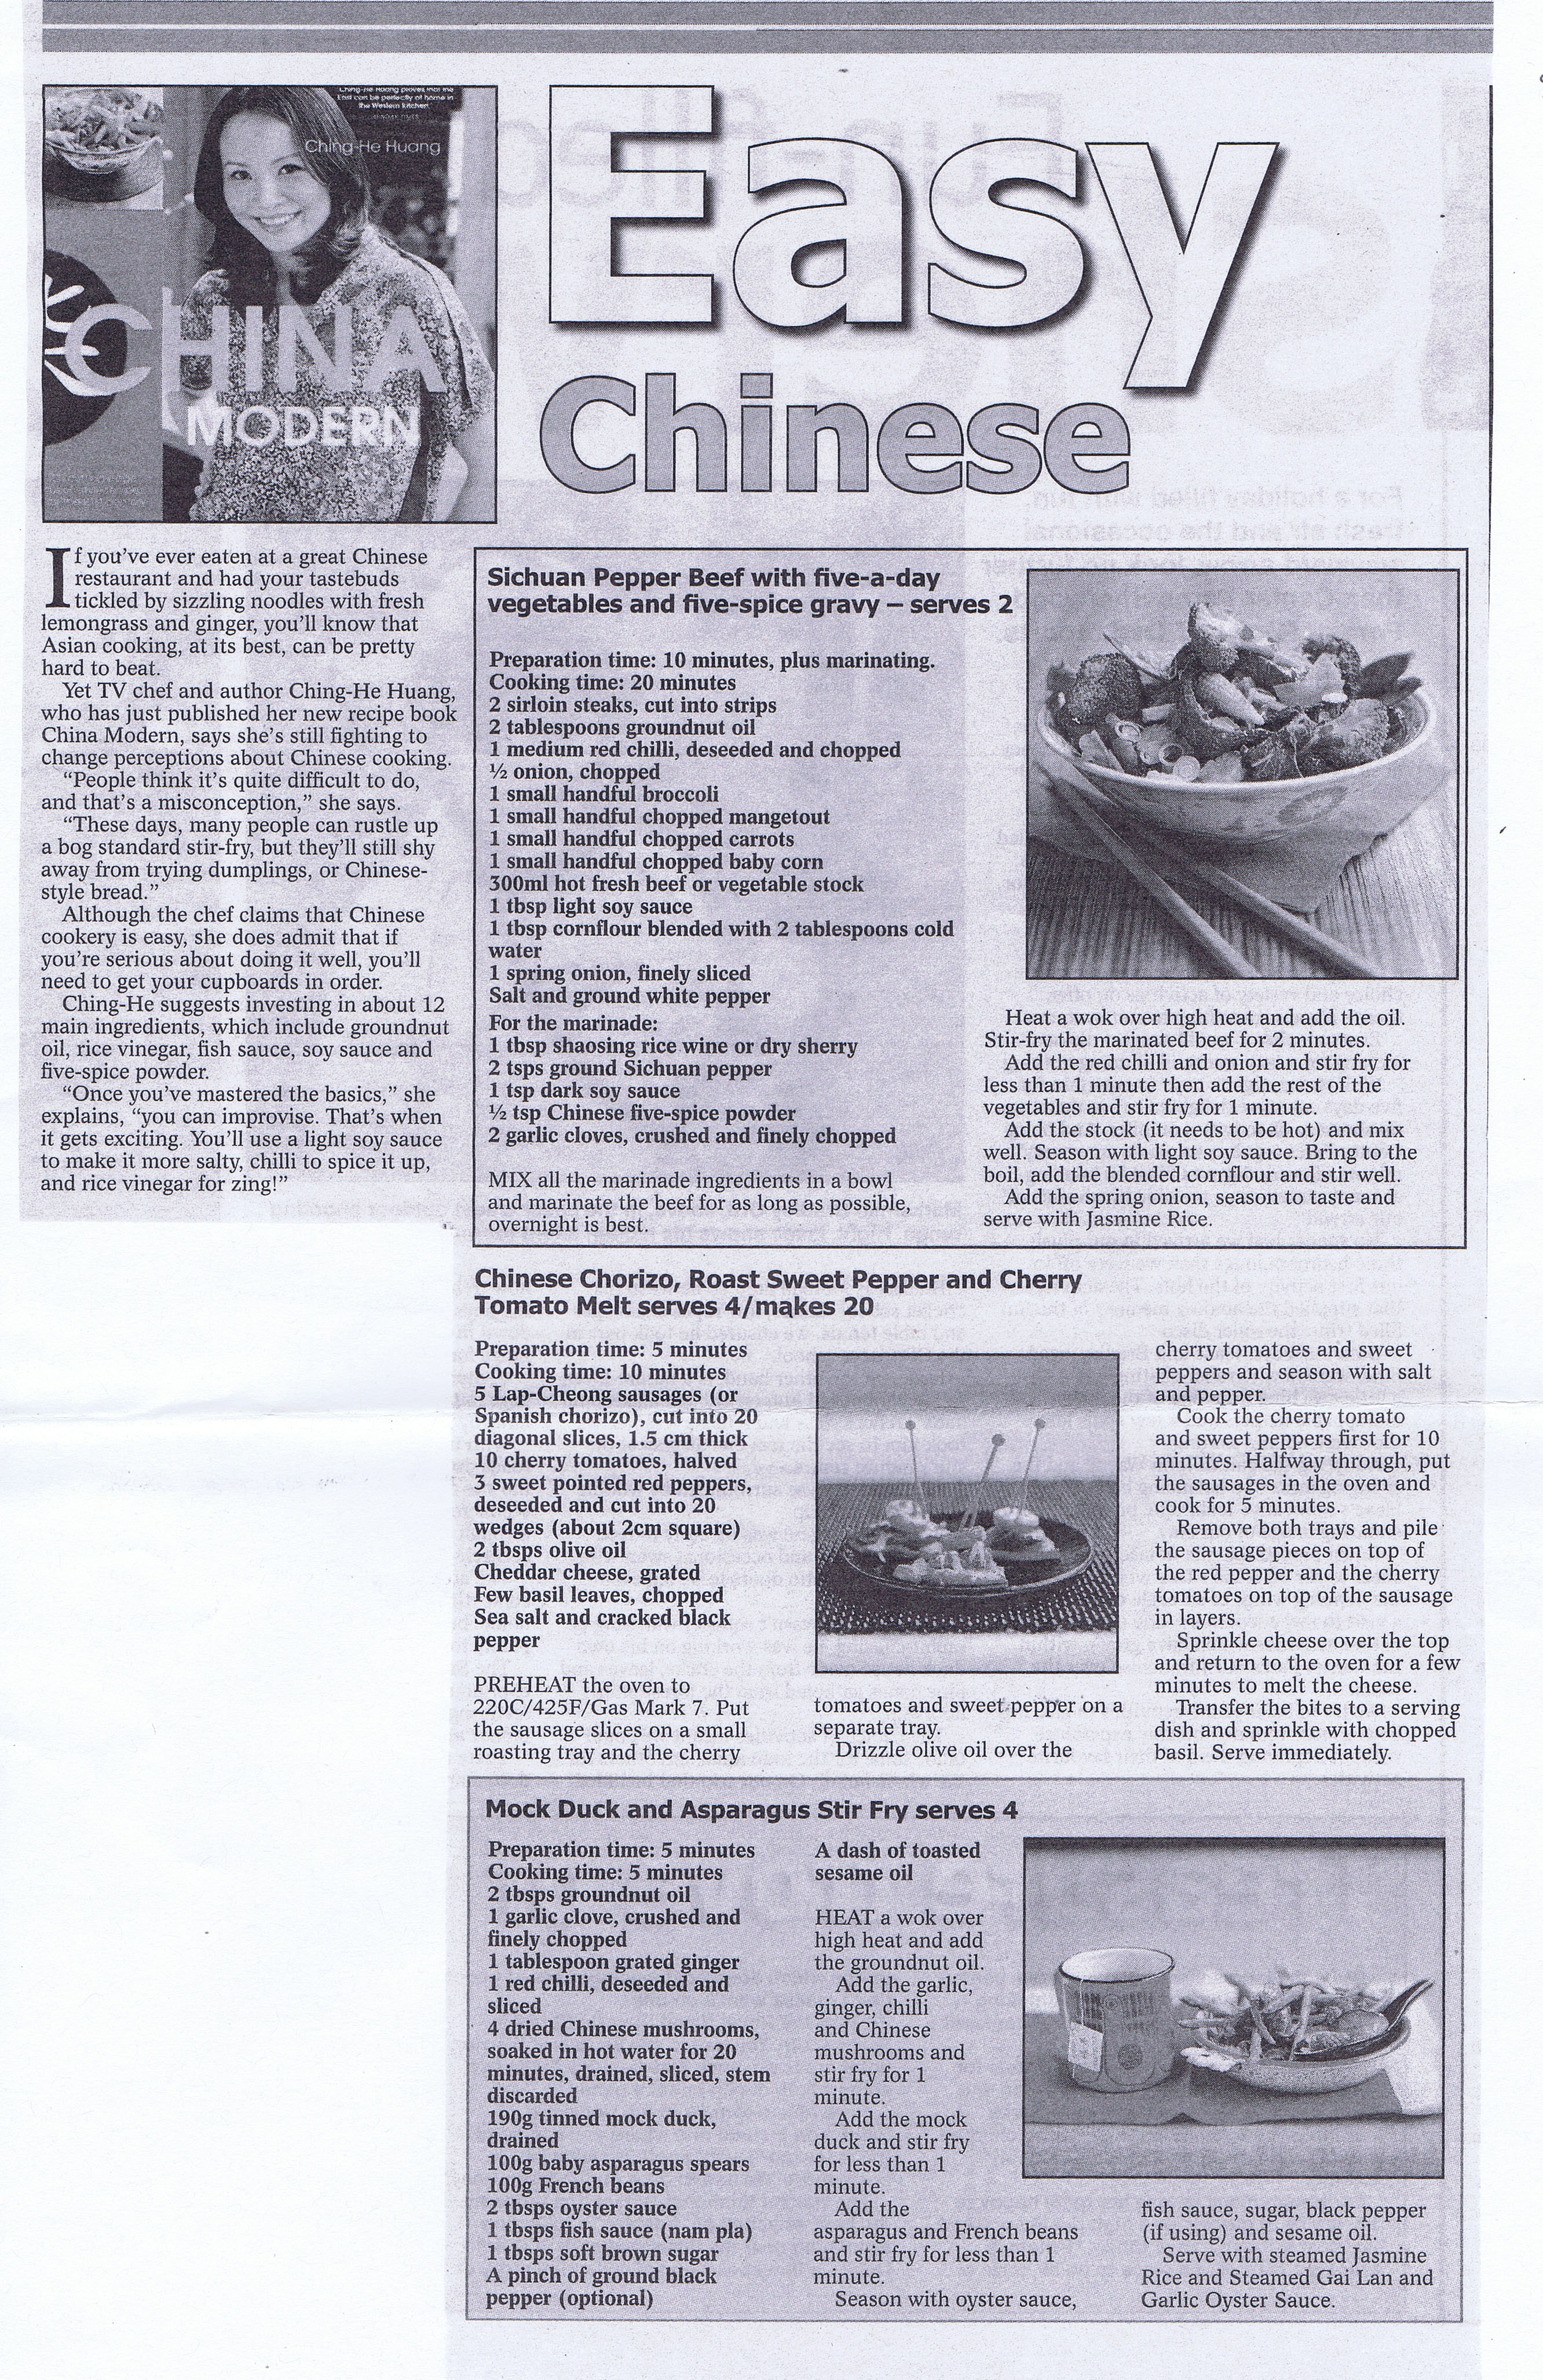 Ching-He Huang proves that the
East can be perfectly at home in
the Western kitchen
SUNDAY TIMES
Ching-He Huang
CHINA
MODERN
Easy
Chinese
If you've ever eaten at a great Chinese
restaurant and had your tastebuds
tickled by sizzling noodles with fresh
lemongrass and ginger, you'll know that
Asian cooking, at its best, can be pretty
hard to beat.
Yet TV chef and author Ching-He Huang,
who has just published her new recipe book
China Modern, says she's still fighting to
change perceptions about Chinese cooking.
"People think it's quite difficult to do,
and that's a misconception," she says.
"These days, many people can rustle up
a bog standard stir-fry, but they'll still shy
away from trying dumplings, or Chinese-
style bread."
Although the chef claims that Chinese
cookery is easy, she does admit that if
you're serious about doing it well, you'll
need to get your cupboards in order.
Ching-He suggests investing in about 12
main ingredients, which include groundnut
oil, rice vinegar, fish sauce, soy sauce and
five-spice powder.
"Once you've mastered the basics," she
explains, "you can improvise. That's when
it gets exciting. You'll use a light soy sauce
to make it more salty, chilli to spice it up,
and rice vinegar for zing!"
Sichuan Pepper Beef with five-a-day
vegetables and five-spice gravy – serves 2
Preparation time: 10 minutes, plus marinating.
Cooking time: 20 minutes
2 sirloin steaks, cut into strips
2 tablespoons groundnut oil
1 medium red chilli, deseeded and chopped
½ onion, chopped
1 small handful broccoli
1 small handful chopped mangetout
1 small handful chopped carrots
1 small handful chopped baby corn
300ml hot fresh beef or vegetable stock
1 tbsp light soy sauce
1 tbsp cornflour blended with 2 tablespoons cold
water
1 spring onion, finely sliced
Salt and ground white pepper
For the marinade:
1 tbsp shaosing rice wine or dry sherry
2 tsps ground Sichuan pepper
1 tsp dark soy sauce
½ tsp Chinese five-spice powder
2 garlic cloves, crushed and finely chopped
MIX all the marinade ingredients in a bowl
and marinate the beef for as long as possible,
overnight is best.
Heat a wok over high heat and add the oil.
Stir-fry the marinated beef for 2 minutes.
Add the red chilli and onion and stir fry for
less than 1 minute then add the rest of the
vegetables and stir fry for 1 minute.
Add the stock (it needs to be hot) and mix
well. Season with light soy sauce. Bring to the
boil, add the blended cornflour and stir well.
Add the spring onion, season to taste and
serve with Jasmine Rice.
Chinese Chorizo, Roast Sweet Pepper and Cherry
Tomato Melt serves 4/makes 20
Preparation time: 5 minutes
Cooking time: 10 minutes
5 Lap-Cheong sausages (or
Spanish chorizo), cut into 20
diagonal slices, 1.5 cm thick
10 cherry tomatoes, halved
3 sweet pointed red peppers,
deseeded and cut into 20
wedges (about 2cm square)
2 tbsps olive oil
Cheddar cheese, grated
Few basil leaves, chopped
Sea salt and cracked black
pepper
PREHEAT the oven to
220C/425F/Gas Mark 7. Put
the sausage slices on a small
roasting tray and the cherry
tomatoes and sweet pepper on a
separate tray.
Drizzle olive oil over the
cherry tomatoes and sweet
peppers and season with salt
and pepper.
Cook the cherry tomato
and sweet peppers first for 10
minutes. Halfway through, put
the sausages in the oven and
cook for 5 minutes.
Remove both trays and pile
the sausage pieces on top of
the red pepper and the cherry
tomatoes on top of the sausage
in layers.
Sprinkle cheese over the top
and return to the oven for a few
minutes to melt the cheese.
Transfer the bites to a serving
dish and sprinkle with chopped
basil. Serve immediately.
Mock Duck and Asparagus Stir Fry serves 4
Preparation time: 5 minutes
Cooking time: 5 minutes
2 tbsps groundnut oil
1 garlic clove, crushed and
finely chopped
1 tablespoon grated ginger
1 red chilli, deseeded and
sliced
4 dried Chinese mushrooms,
soaked in hot water for 20
minutes, drained, sliced, stem
discarded
190g tinned mock duck,
drained
100g baby asparagus spears
100g French beans
2 tbsps oyster sauce
1 tbsps fish sauce (nam pla)
1 tbsps soft brown sugar
A pinch of ground black
pepper (optional)
A dash of toasted
sesame oil
HEAT a wok over
high heat and add
the groundnut oil.
Add the garlic,
ginger, chilli
and Chinese
mushrooms and
stir fry for 1
minute.
Add the mock
duck and stir fry
for less than 1
minute.
Add the
asparagus and French beans
and stir fry for less than 1
minute.
Season with oyster sauce,
fish sauce, sugar, black pepper
(if using) and sesame oil.
Serve with steamed Jasmine
Rice and Steamed Gai Lan and
Garlic Oyster Sauce.